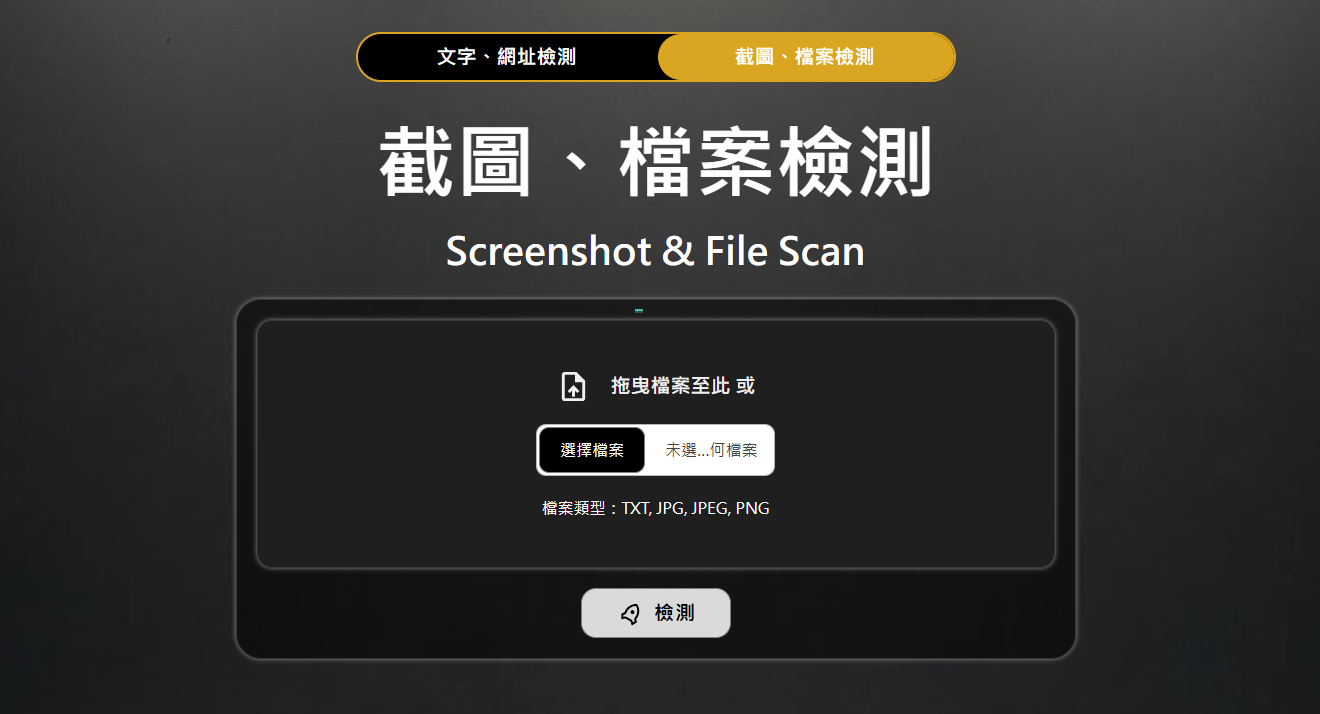 文字、網址檢測
截圖、檔案檢測
截圖、檔案檢測
Screenshot & File Scan
拖曳檔案至此 或
選擇檔案 未選...何檔案
檔案類型：TXT, JPG, JPEG, PNG
檢測